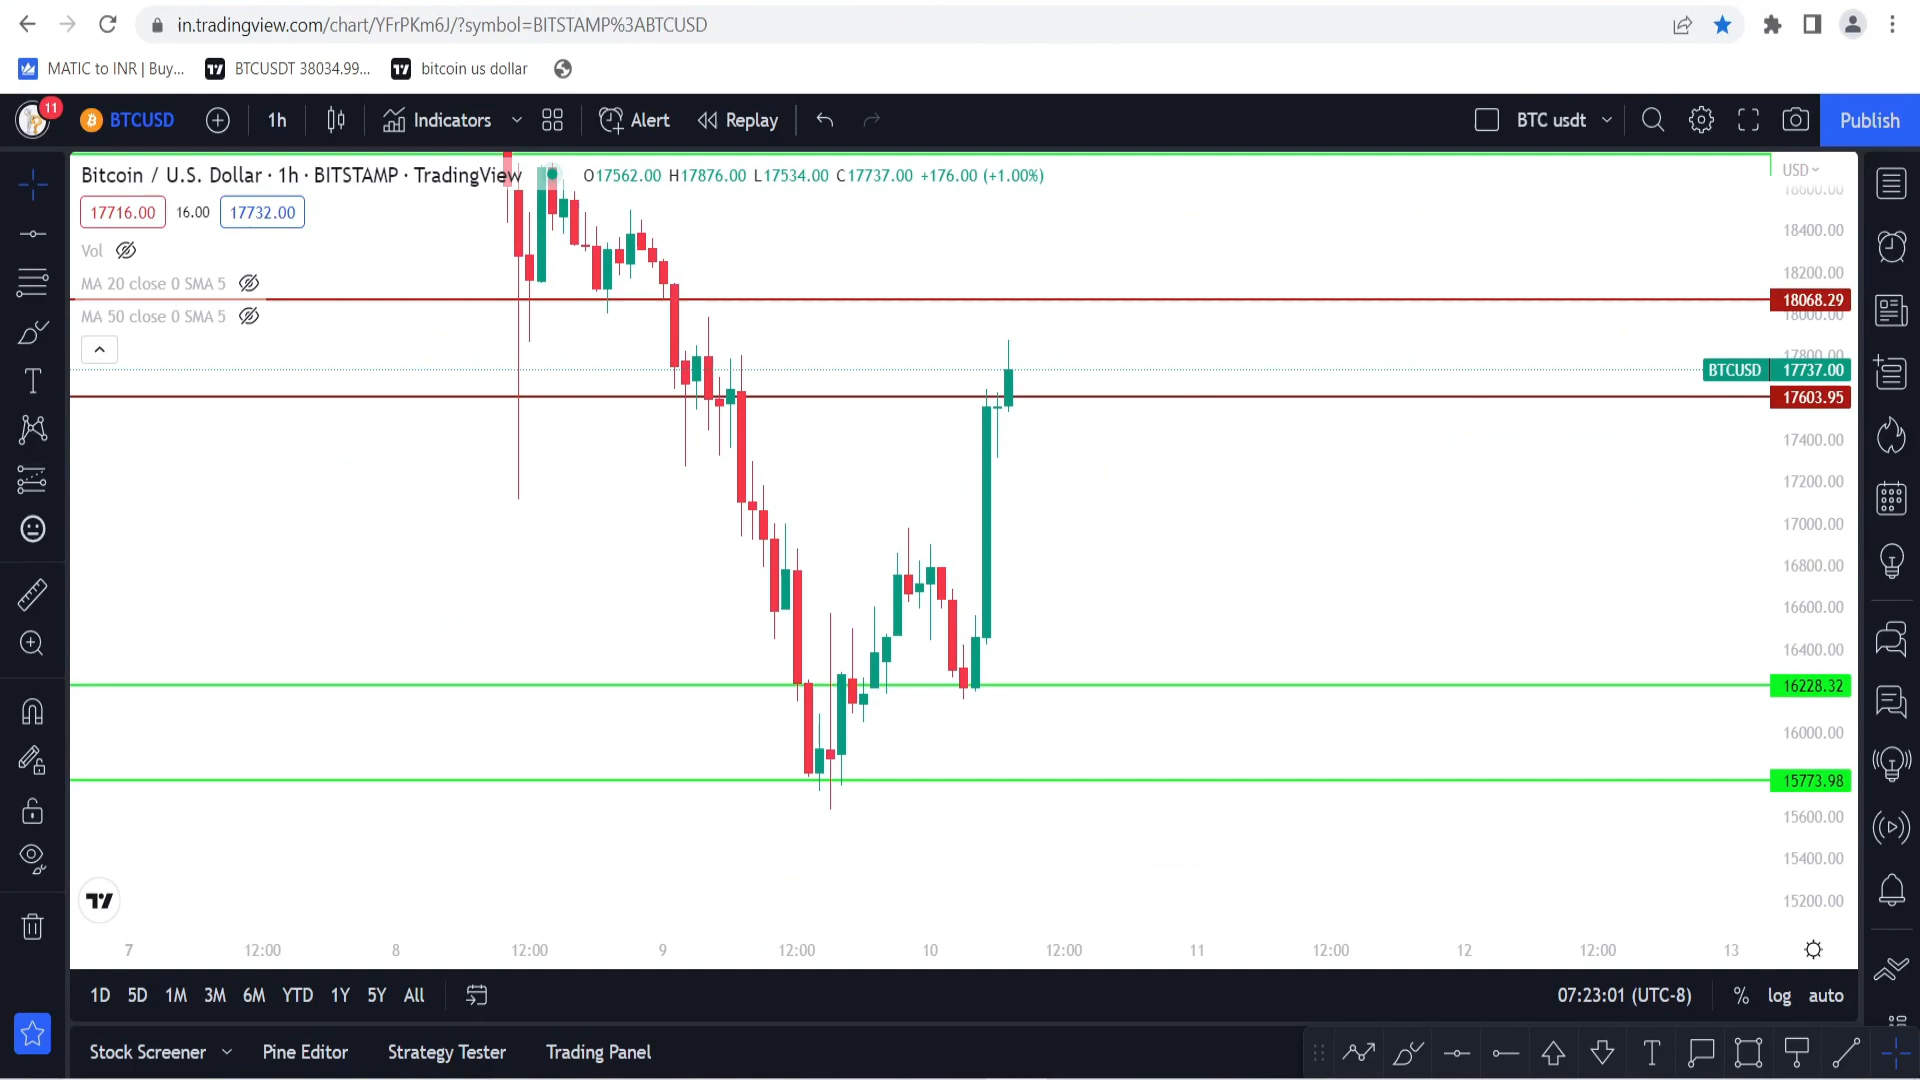 in.tradingview.com/chart/YFrPKm6J/?symbol=BITSTAMP%3ABTCUSD
MATIC to INR | Buy... BTCUSDT 38034.99... bitcoin us dollar
11 BTCUSD 1h Indicators Alert Replay BTC usdt Publish
Bitcoin / U.S. Dollar · 1h · BITSTAMP · TradingView O17562.00 H17876.00 L17534.00 C17737.00 +176.00 (+1.00%)
USD
18600.00
17716.00 16.00 17732.00
18400.00
Vol
18200.00
MA 20 close 0 SMA 5
18068.29
MA 50 close 0 SMA 5
18000.00
17800.00
BTCUSD 17737.00
17603.95
17400.00
17200.00
17000.00
16800.00
16600.00
16400.00
16228.32
16000.00
15773.98
15600.00
15400.00
15200.00
7 12:00 8 12:00 9 12:00 10 12:00 11 12:00 12 12:00 13
1D 5D 1M 3M 6M YTD 1Y 5Y All 07:23:01 (UTC-8) % log auto
Stock Screener Pine Editor Strategy Tester Trading Panel